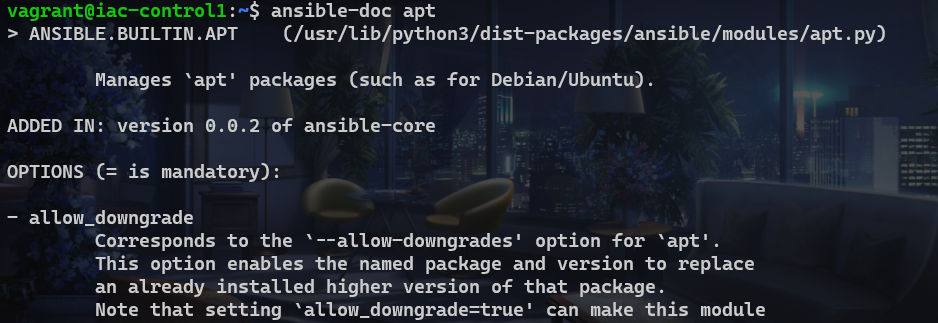 vagrant@iac-control1:~$ ansible-doc apt
> ANSIBLE.BUILTIN.APT    (/usr/lib/python3/dist-packages/ansible/modules/apt.py)
Manages `apt' packages (such as for Debian/Ubuntu).
ADDED IN: version 0.0.2 of ansible-core
OPTIONS (= is mandatory):
- allow_downgrade
Corresponds to the `--allow-downgrades' option for `apt'.
This option enables the named package and version to replace
an already installed higher version of that package.
Note that setting `allow_downgrade=true' can make this module